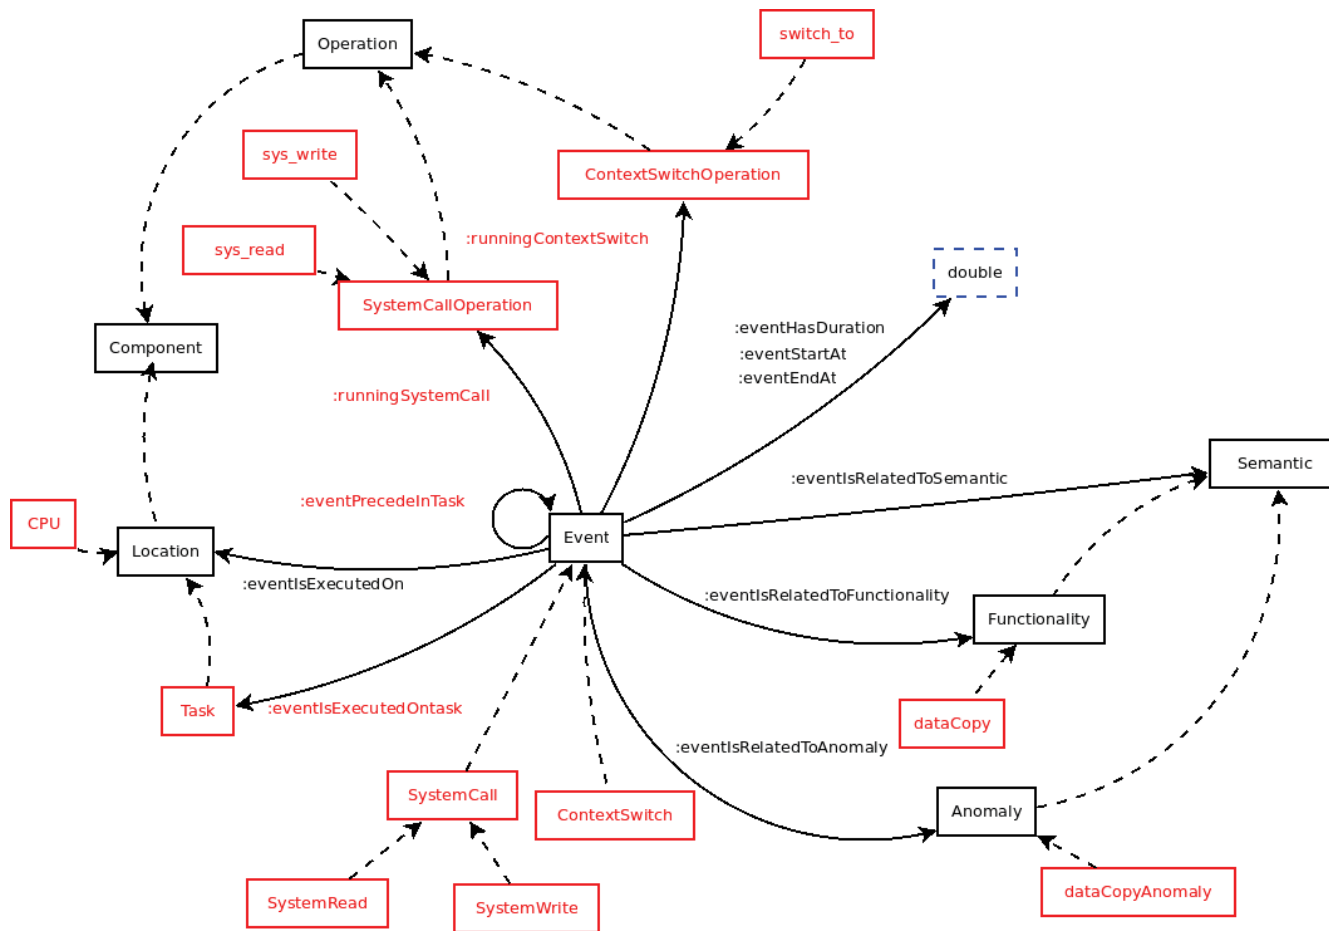 switch_to
Operation
sys_write
ContextSwitchOperation
:runningContextSwitch
sys_read
double
SystemCallOperation
:eventHasDuration
Component
:eventStartAt
:eventEndAt
:runningSystemCall
Semantic
:eventIsRelatedToSemantic
:eventPrecedeInTask
CPU
Event
Location
:eventIsExecutedOn
:eventIsRelatedToFunctionality
Functionality
Task
:eventIsExecutedOntask
dataCopy
:eventIsRelatedToAnomaly
SystemCall
Anomaly
ContextSwitch
dataCopyAnomaly
SystemRead
SystemWrite